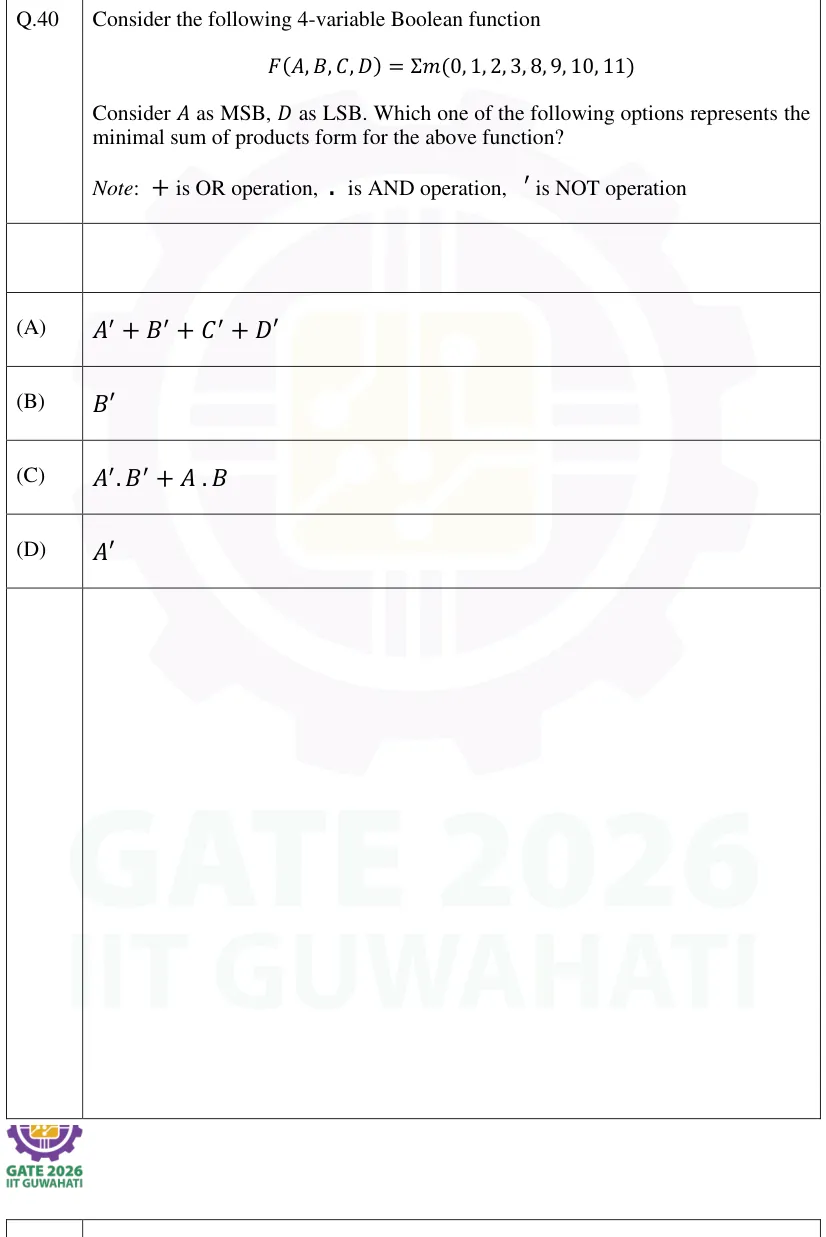 Q.40 Consider the following 4-variable Boolean function
F(A, B, C, D) = Σm(0, 1, 2, 3, 8, 9, 10, 11)
Consider A as MSB, D as LSB. Which one of the following options represents the
minimal sum of products form for the above function?
Note: + is OR operation, . is AND operation, ′ is NOT operation
(A) A′ + B′ + C′ + D′
(B) B′
(C) A′. B′ + A . B
(D) A′
GATE 2026
IIT GUWAHATI
GATE 2026
IIT GUWAHATI